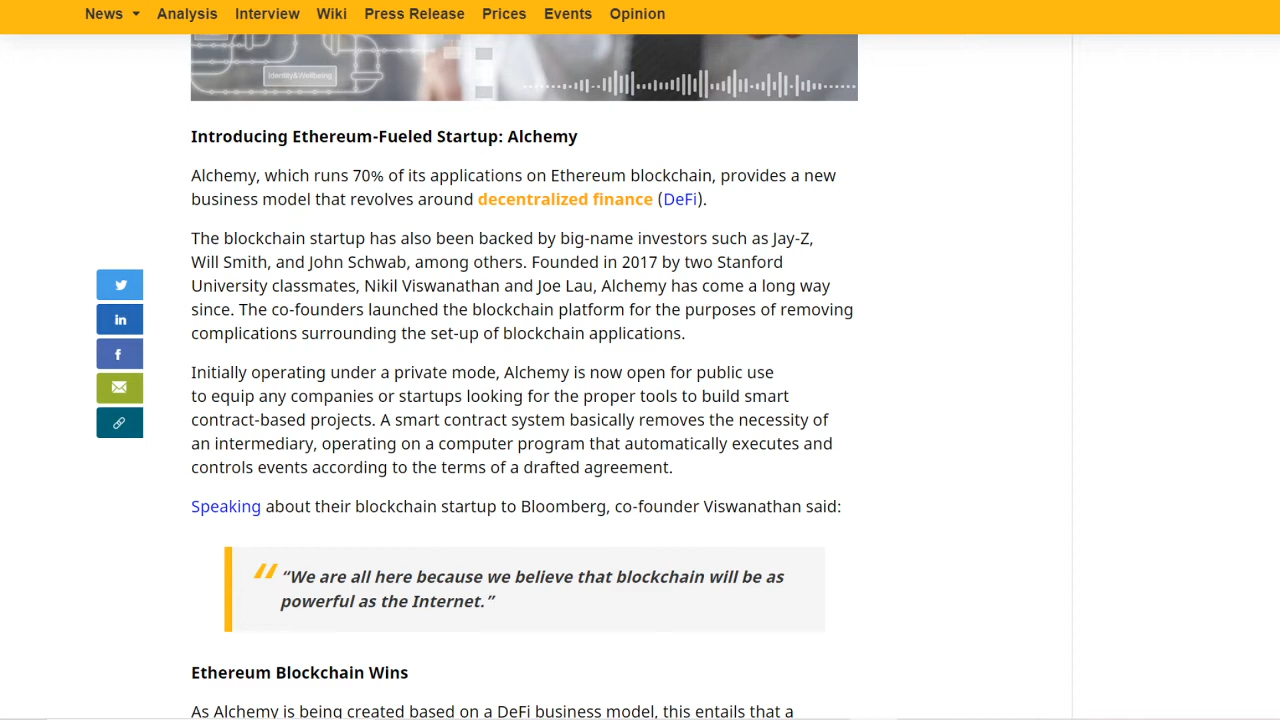 News Analysis Interview Wiki Press Release Prices Events Opinion
Identity&Wellbeing
Introducing Ethereum-Fueled Startup: Alchemy
Alchemy, which runs 70% of its applications on Ethereum blockchain, provides a new
business model that revolves around decentralized finance (DeFi).
The blockchain startup has also been backed by big-name investors such as Jay-Z,
Will Smith, and John Schwab, among others. Founded in 2017 by two Stanford
University classmates, Nikil Viswanathan and Joe Lau, Alchemy has come a long way
since. The co-founders launched the blockchain platform for the purposes of removing
complications surrounding the set-up of blockchain applications.
Initially operating under a private mode, Alchemy is now open for public use
to equip any companies or startups looking for the proper tools to build smart
contract-based projects. A smart contract system basically removes the necessity of
an intermediary, operating on a computer program that automatically executes and
controls events according to the terms of a drafted agreement.
Speaking about their blockchain startup to Bloomberg, co-founder Viswanathan said:
“We are all here because we believe that blockchain will be as
powerful as the Internet.”
Ethereum Blockchain Wins
As Alchemy is being created based on a DeFi business model, this entails that a